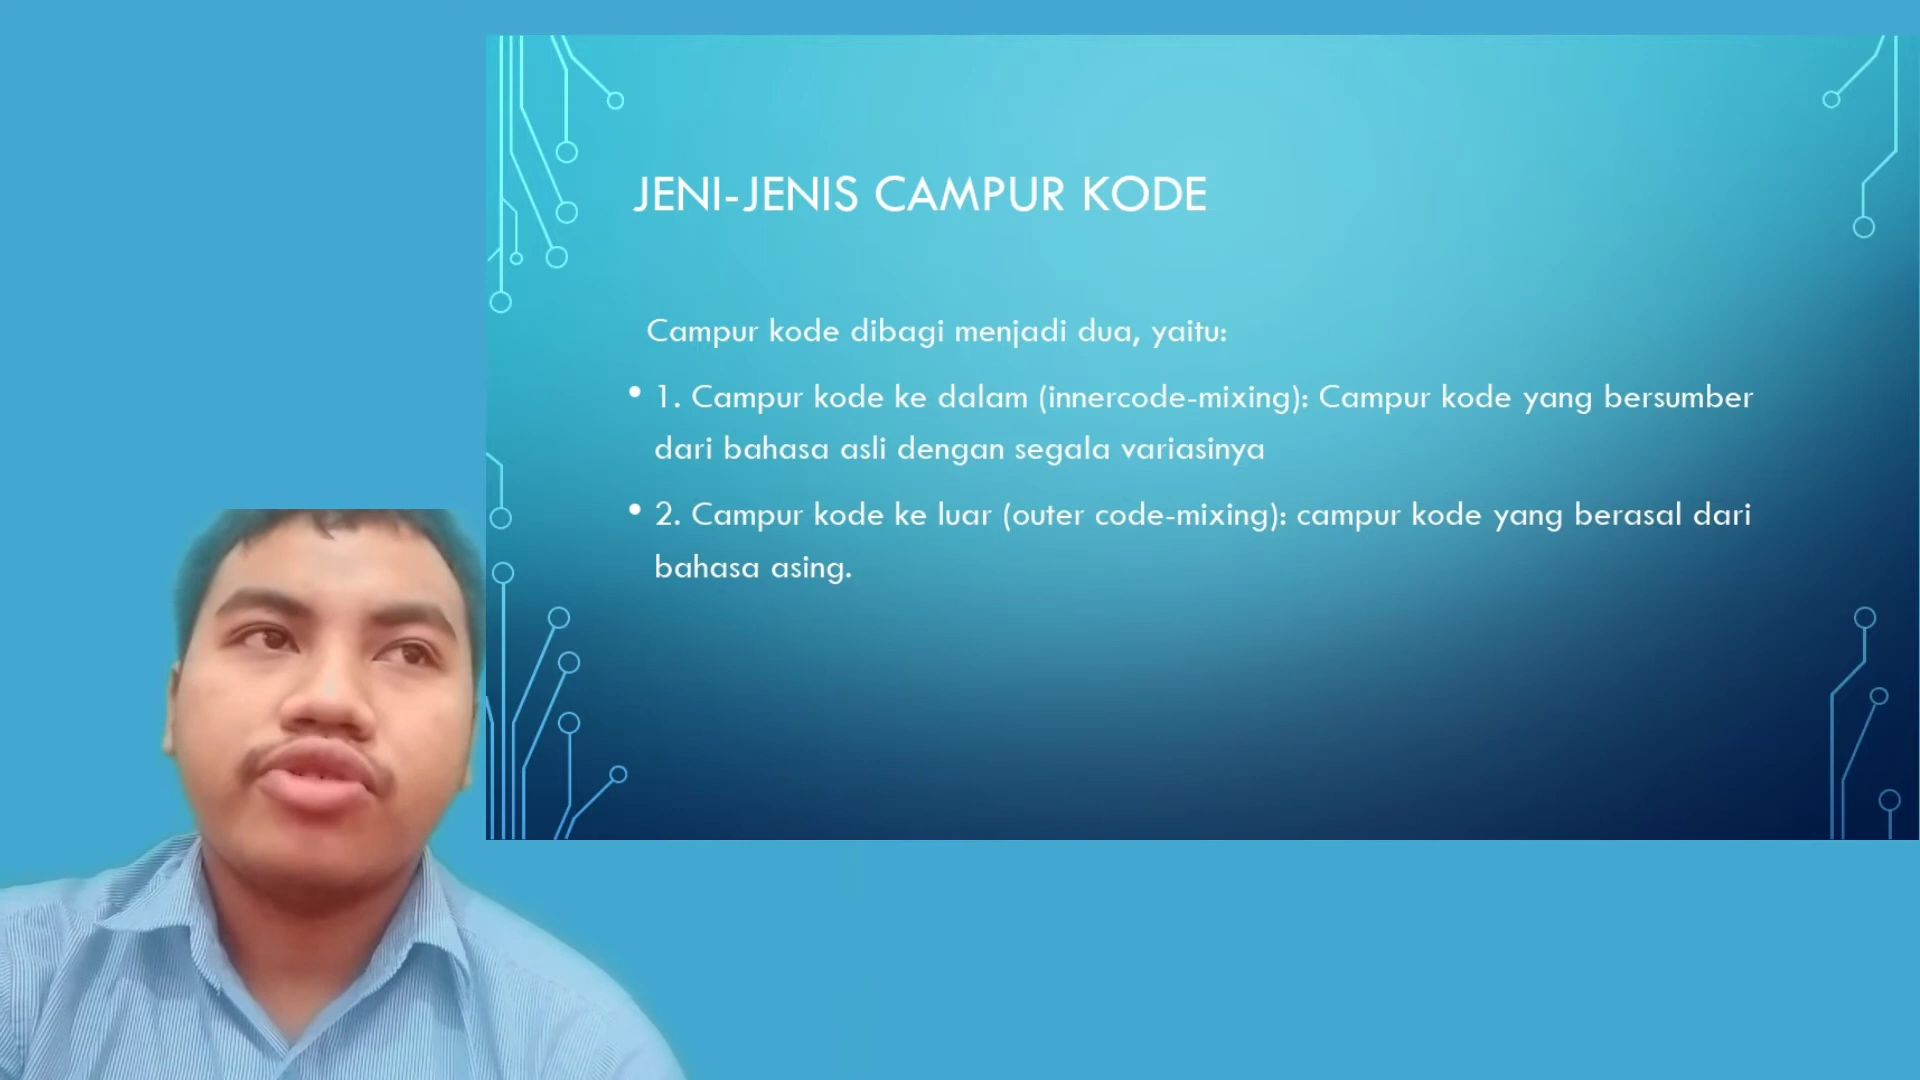 JENI-JENIS CAMPUR KODE
Campur kode dibagi menjadi dua, yaitu:
• 1. Campur kode ke dalam (innercode-mixing): Campur kode yang bersumber
dari bahasa asli dengan segala variasinya
• 2. Campur kode ke luar (outer code-mixing): campur kode yang berasal dari
bahasa asing.